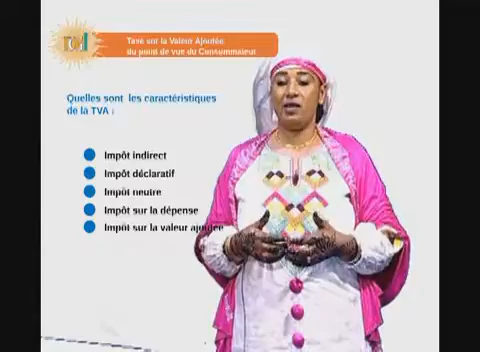 DGI
Taxe sur la Valeur Ajoutée
du point de vue du Consommateur
Quelles sont les caractéristiques
de la TVA :
Impôt indirect
Impôt déclaratif
Impôt neutre
Impôt sur la dépense
Impôt sur la valeur ajoutée